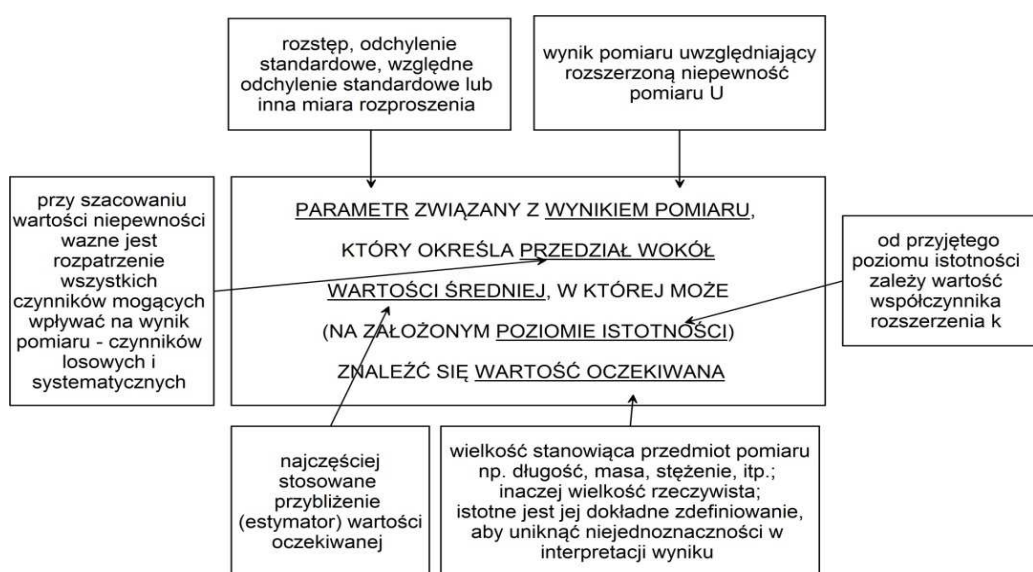 rozstęp, odchylenie
standardowe, względne
odchylenie standardowe lub
inna miara rozproszenia
wynik pomiaru uwzględniający
rozszerzoną niepewność
pomiaru U
przy szacowaniu
wartości niepewności
wazne jest
rozpatrzenie
wszystkich
czynników mogących
wpływać na wynik
pomiaru - czynników
losowych i
systematycznych
PARAMETR ZWIĄZANY Z WYNIKIEM POMIARU,
KTÓRY OKREŚLA PRZEDZIAŁ WOKÓŁ
WARTOŚCI ŚREDNIEJ, W KTÓREJ MOŻE
(NA ZAŁOŻONYM POZIOMIE ISTOTNOŚCI)
ZNALEŹĆ SIĘ WARTOŚĆ OCZEKIWANA
od przyjętego
poziomu istotności
zależy wartość
współczynnika
rozszerzenia k
najczęściej
stosowane
przybliżenie
(estymator) wartości
oczekiwanej
wielkość stanowiąca przedmiot pomiaru
np. długość, masa, stężenie, itp.;
inaczej wielkość rzeczywista;
istotne jest jej dokładne zdefiniowanie,
aby uniknąć niejednoznaczności w
interpretacji wyniku